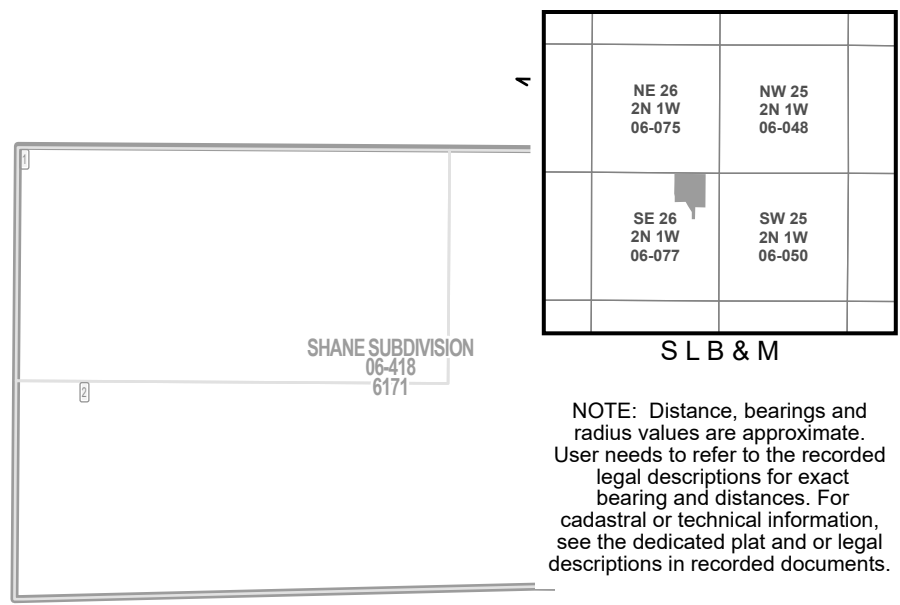 1
SHANE SUBDIVISION
06-418
6171
2
NE 26
2N 1W
06-075
NW 25
2N 1W
06-048
SE 26
2N 1W
06-077
SW 25
2N 1W
06-050
S L B & M
NOTE: Distance, bearings and
radius values are approximate.
User needs to refer to the recorded
legal descriptions for exact
bearing and distances. For
cadastral or technical information,
see the dedicated plat and or legal
descriptions in recorded documents.